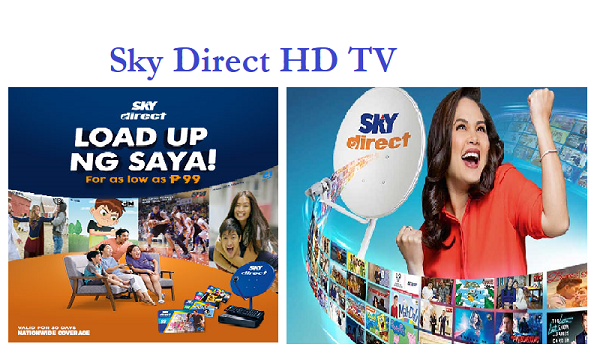 Sky Direct HD TV
SKY
direct
LOAD UP
NG SAYA!
For as low as ₱99
SKY
direct
VALID FOR 30 DAYS
NATIONWIDE COVERAGE
SKY
direct